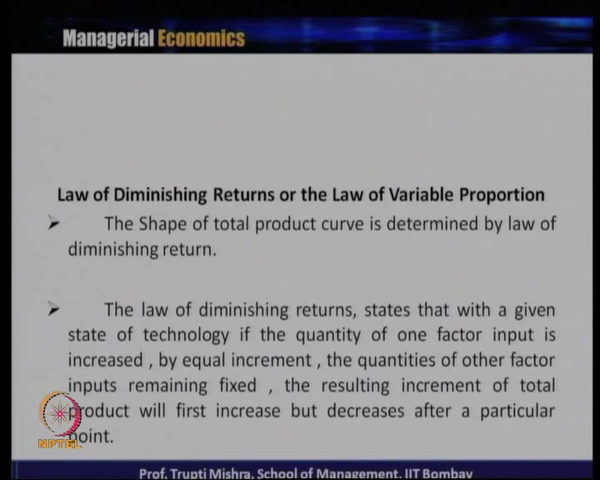 Managerial Economics
Law of Diminishing Returns or the Law of Variable Proportion
The Shape of total product curve is determined by law of
diminishing return.
The law of diminishing returns, states that with a given
state of technology if the quantity of one factor input is
increased , by equal increment , the quantities of other factor
inputs remaining fixed , the resulting increment of total
product will first increase but decreases after a particular
point.
NPTEL
Prof. Trupti Mishra, School of Management, IIT Bombay